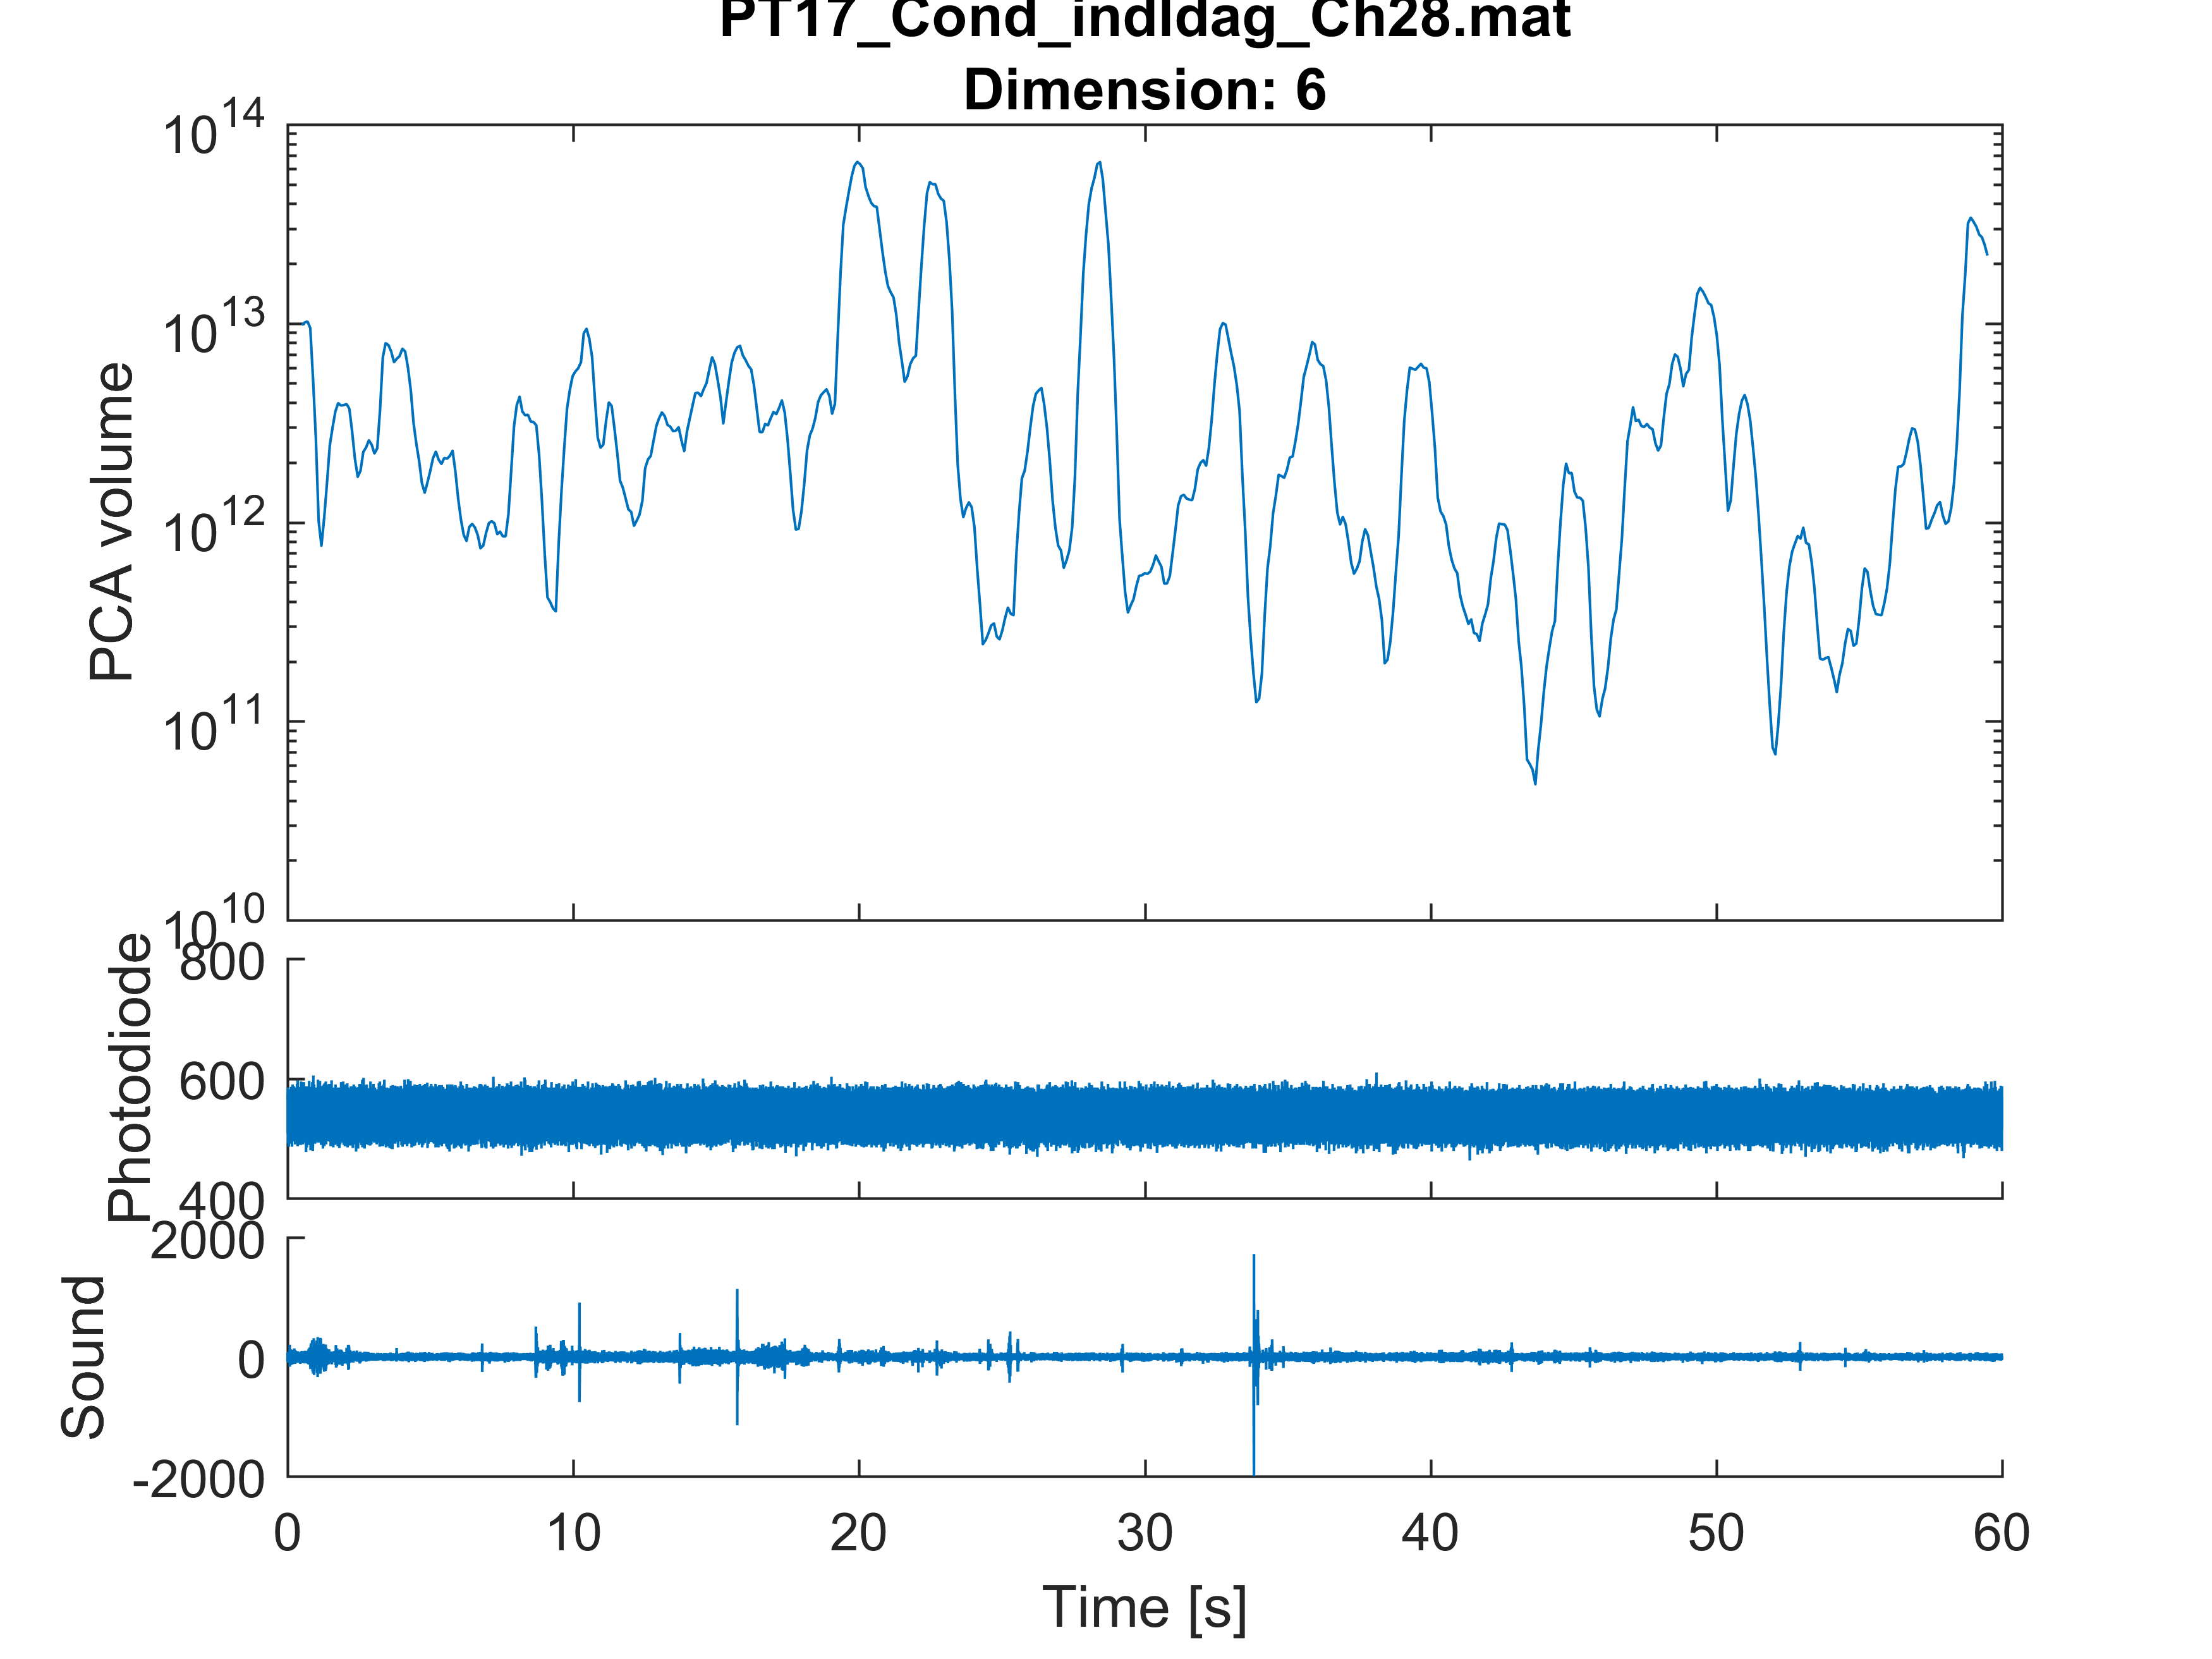 PT17_Cond_indIdag_Ch28.mat
Dimension: 6
10^14
10^13
10^12
10^11
10^10
PCA volume
800
600
400
Photodiode
2000
0
-2000
Sound
0 10 20 30 40 50 60
Time [s]